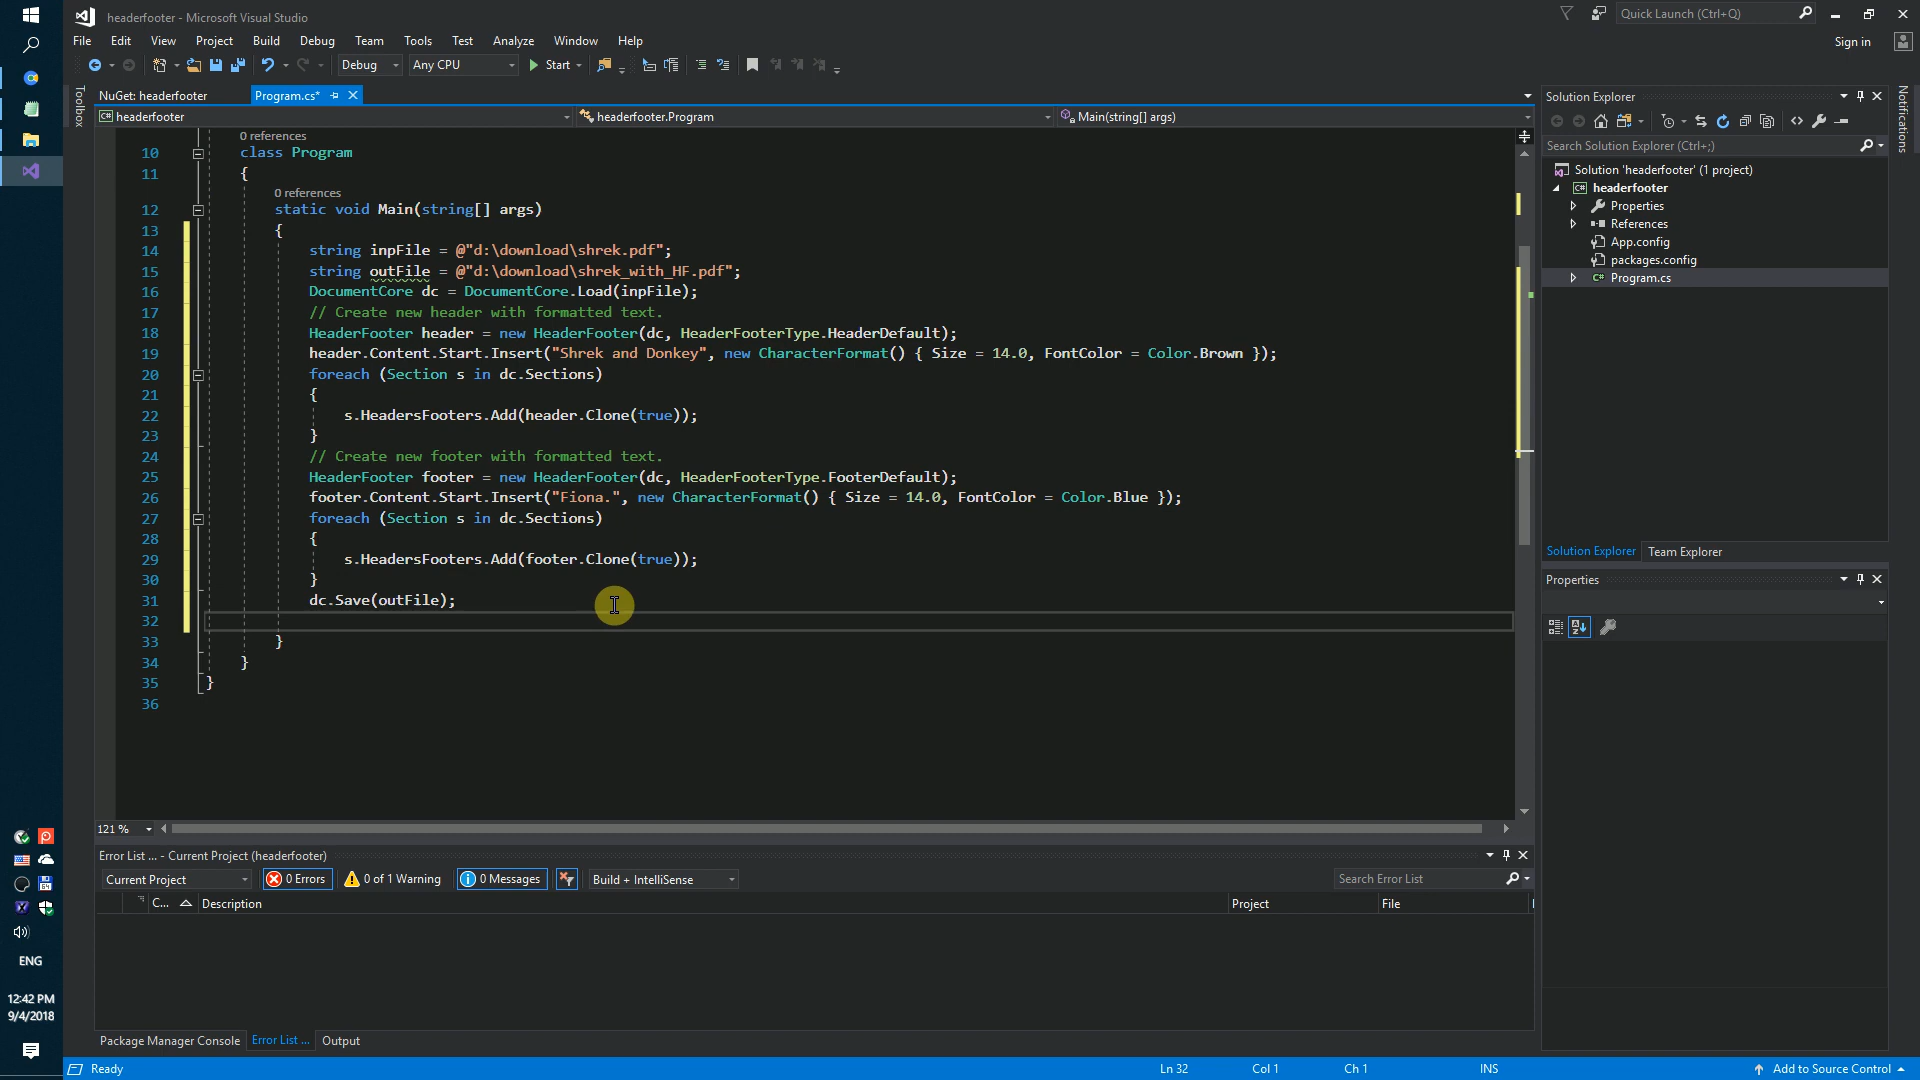 headerfooter - Microsoft Visual Studio
Quick Launch (Ctrl+Q)
File Edit View Project Build Debug Team Tools Test Analyze Window Help
Sign in
Debug Any CPU Start
Toolbox
NuGet: headerfooter Program.cs*
headerfooter headerfooter.Program Main(string[] args)
0 references
10 class Program
11 {
0 references
12 static void Main(string[] args)
13 {
14 string inpFile = @"d:\download\shrek.pdf";
15 string outFile = @"d:\download\shrek_with_HF.pdf";
16 DocumentCore dc = DocumentCore.Load(inpFile);
17 // Create new header with formatted text.
18 HeaderFooter header = new HeaderFooter(dc, HeaderFooterType.HeaderDefault);
19 header.Content.Start.Insert("Shrek and Donkey", new CharacterFormat() { Size = 14.0, FontColor = Color.Brown });
20 foreach (Section s in dc.Sections)
21 {
22 s.HeadersFooters.Add(header.Clone(true));
23 }
24 // Create new footer with formatted text.
25 HeaderFooter footer = new HeaderFooter(dc, HeaderFooterType.FooterDefault);
26 footer.Content.Start.Insert("Fiona.", new CharacterFormat() { Size = 14.0, FontColor = Color.Blue });
27 foreach (Section s in dc.Sections)
28 {
29 s.HeadersFooters.Add(footer.Clone(true));
30 }
31 dc.Save(outFile);
32
33 }
34 }
35 }
36
121 %
Error List ... - Current Project (headerfooter)
Current Project 0 Errors 0 of 1 Warning 0 Messages Build + IntelliSense Search Error List
C... Description Project File
Package Manager Console Error List ... Output
Solution Explorer
Search Solution Explorer (Ctrl+;)
Solution 'headerfooter' (1 project)
C# headerfooter
Properties
References
App.config
packages.config
C# Program.cs
Solution Explorer Team Explorer
Properties
Notifications
64
ENG
12:42 PM
9/4/2018
Ready Ln 32 Col 1 Ch 1 INS Add to Source Control